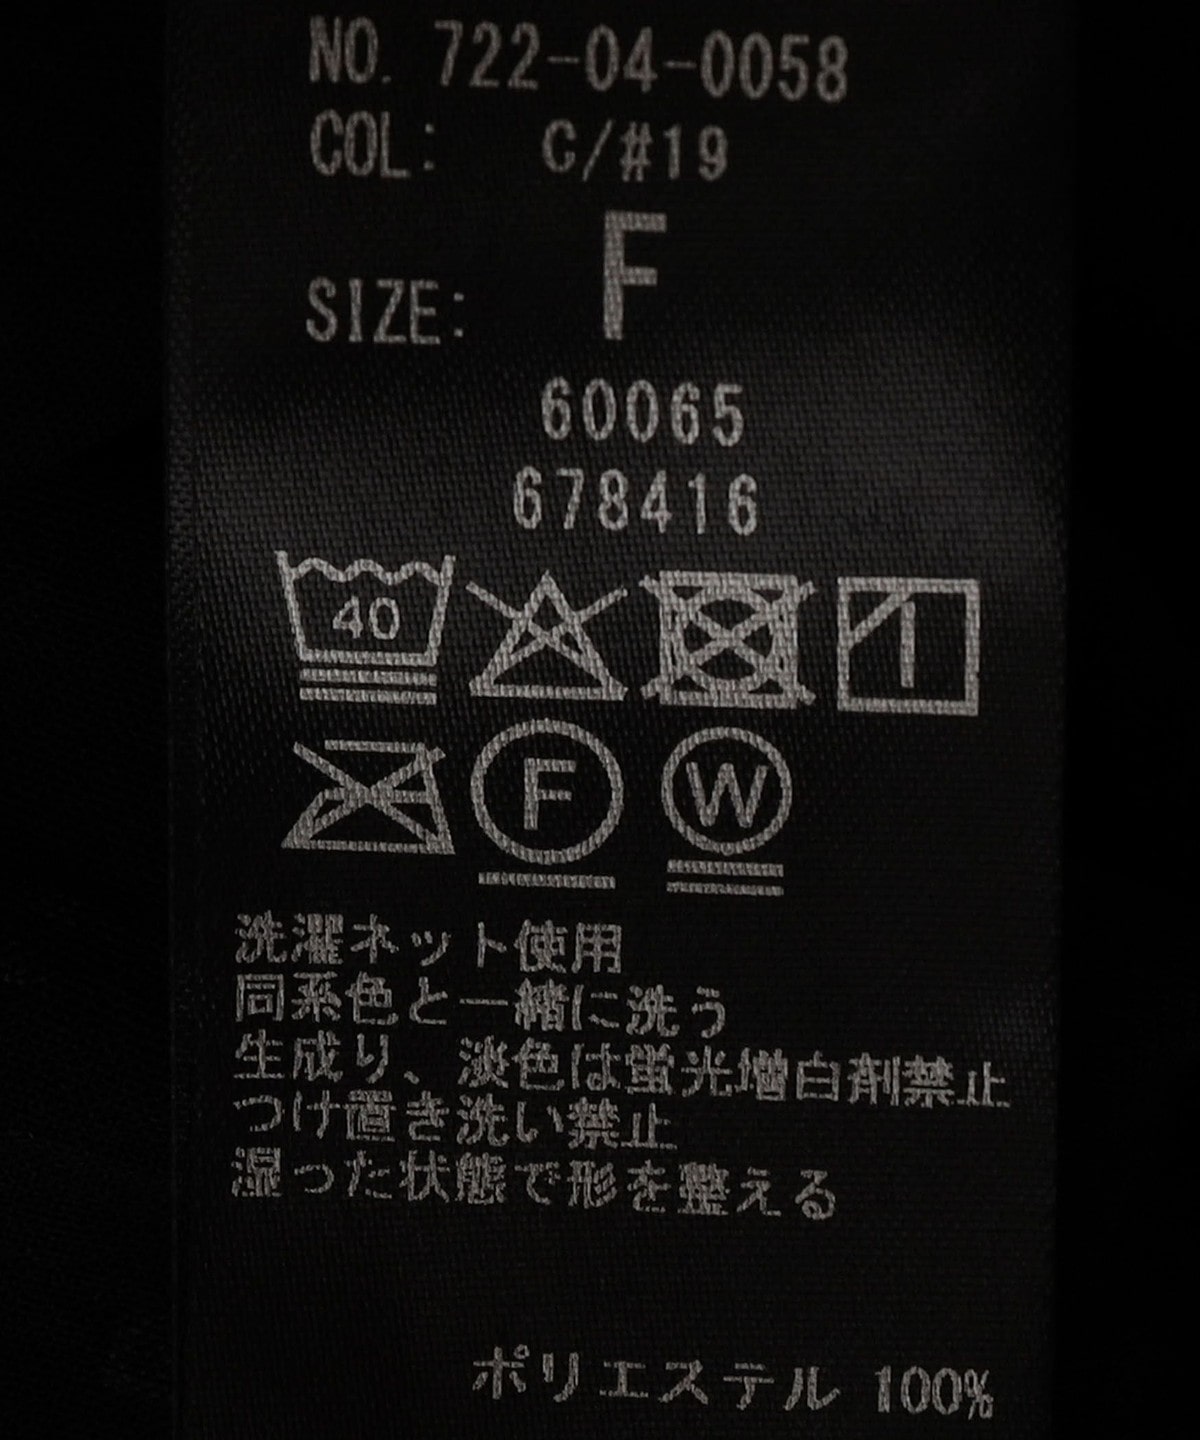 NO. 722-04-0058
COL: C/#19
SIZE: F
60065
678416
40
F W
洗濯ネット使用
同系色と一緒に洗う
生成り、淡色は蛍光増白剤禁止
つけ置き洗い禁止
湿った状態で形を整える
ポリエステル 100%